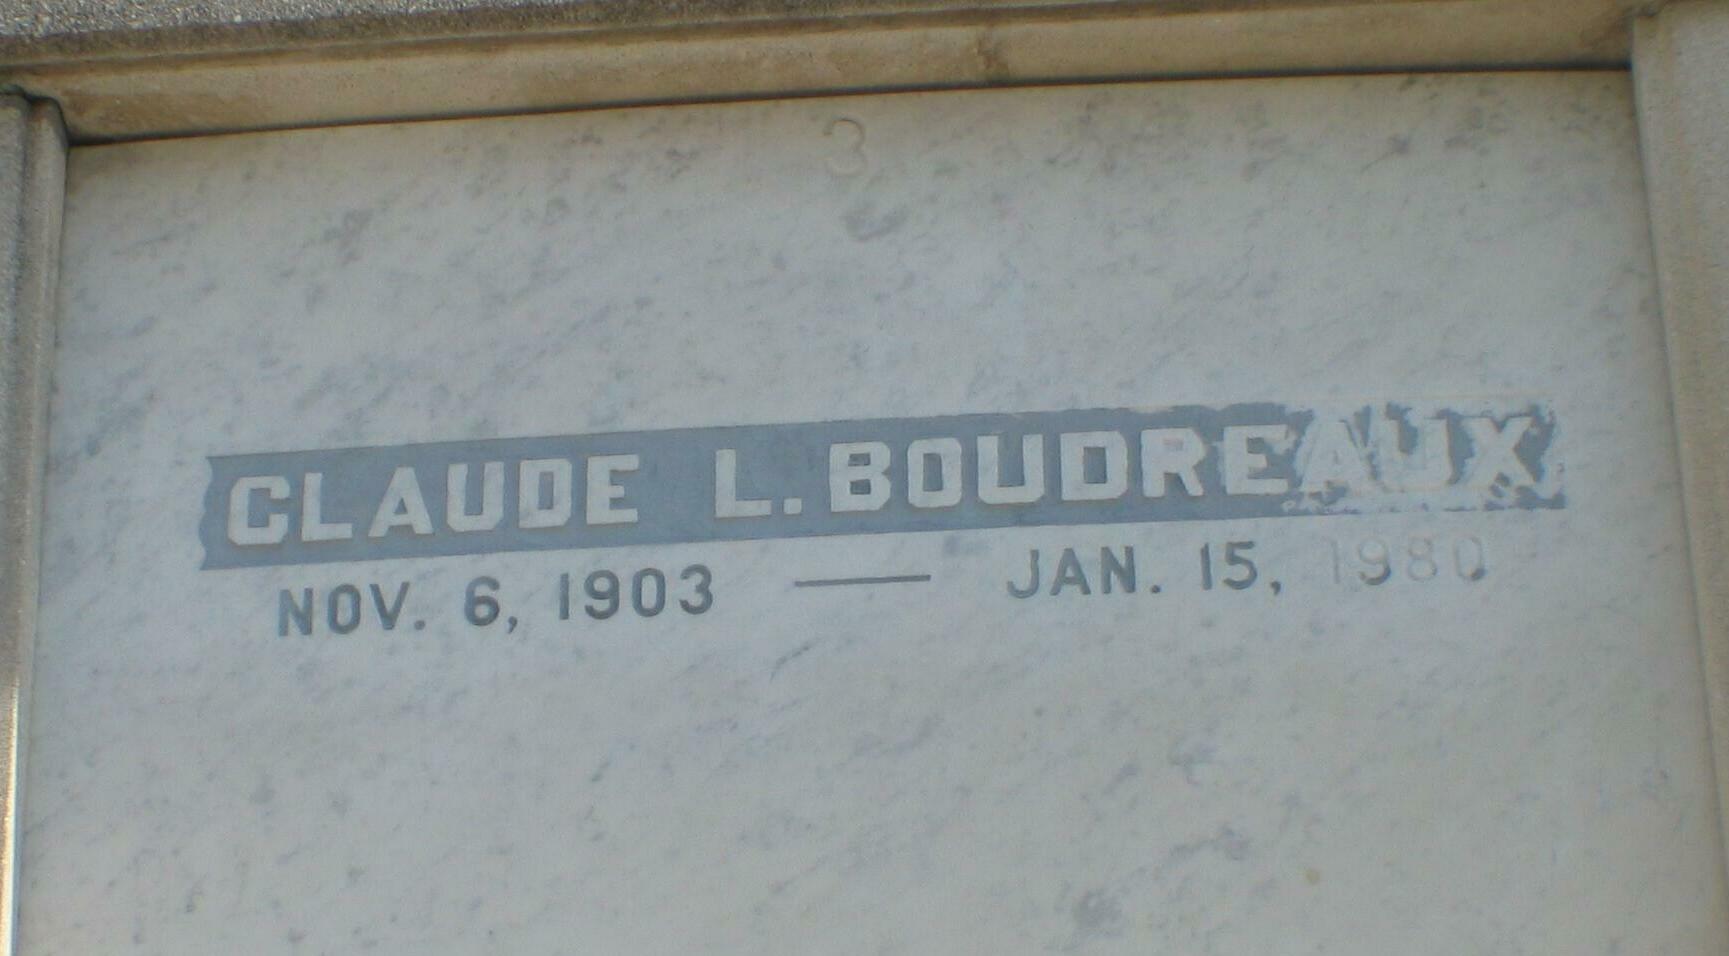 3
CLAUDE L. BOUDREAUX
NOV. 6, 1903 — JAN. 15, 1980